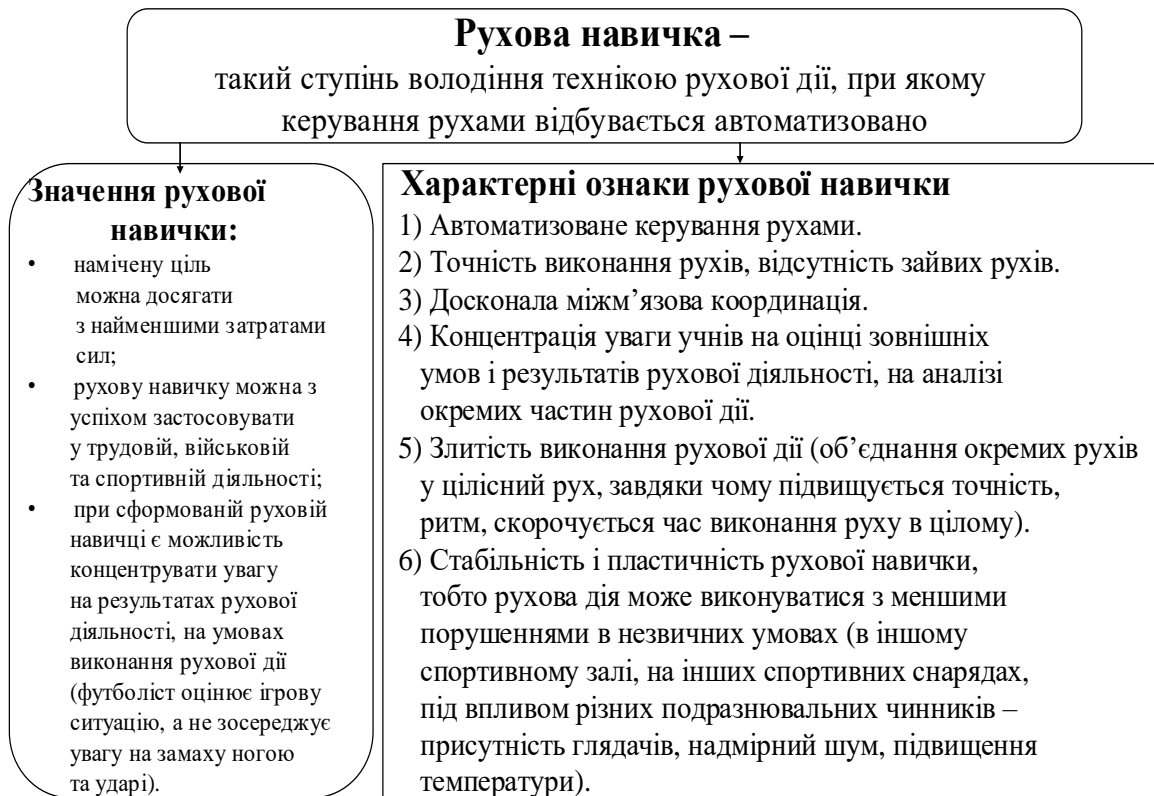 Рухова навичка –
такий ступінь володіння технікою рухової дії, при якому
керування рухами відбувається автоматизовано
Значення рухової
навички:
• намічену ціль
можна досягати
з найменшими затратами
сил;
• рухову навичку можна з
успіхом застосовувати
у трудовій, військовій
та спортивній діяльності;
• при сформованій руховій
навичці є можливість
концентрувати увагу
на результатах рухової
діяльності, на умовах
виконання рухової дії
(футболіст оцінює ігрову
ситуацію, а не зосереджує
увагу на замаху ногою
та ударі).
Характерні ознаки рухової навички
1) Автоматизоване керування рухами.
2) Точність виконання рухів, відсутність зайвих рухів.
3) Досконала міжм’язова координація.
4) Концентрація уваги учнів на оцінці зовнішніх
умов і результатів рухової діяльності, на аналізі
окремих частин рухової дії.
5) Злитість виконання рухової дії (об’єднання окремих рухів
у цілісний рух, завдяки чому підвищується точність,
ритм, скорочується час виконання руху в цілому).
6) Стабільність і пластичність рухової навички,
тобто рухова дія може виконуватися з меншими
порушеннями в незвичних умовах (в іншому
спортивному залі, на інших спортивних снарядах,
під впливом різних подразнювальних чинників –
присутність глядачів, надмірний шум, підвищення
температури).